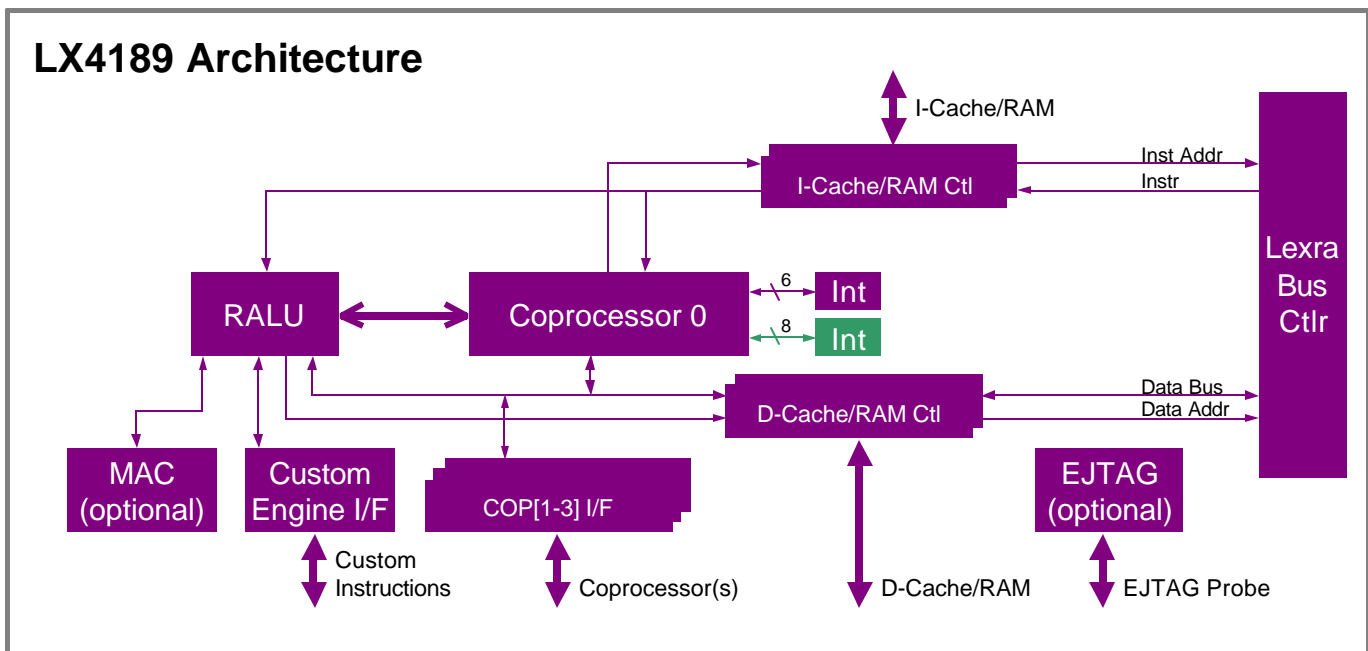 LX4189 Architecture
I-Cache/RAM
Inst Addr
I-Cache/RAM Ctl
Instr
Lexra
Bus
Ctlr
RALU
Coprocessor 0
6
Int
8
Int
Data Bus
D-Cache/RAM Ctl
Data Addr
MAC
(optional)
Custom
Engine I/F
COP[1-3] I/F
EJTAG
(optional)
Custom
Instructions
Coprocessor(s)
D-Cache/RAM
EJTAG Probe